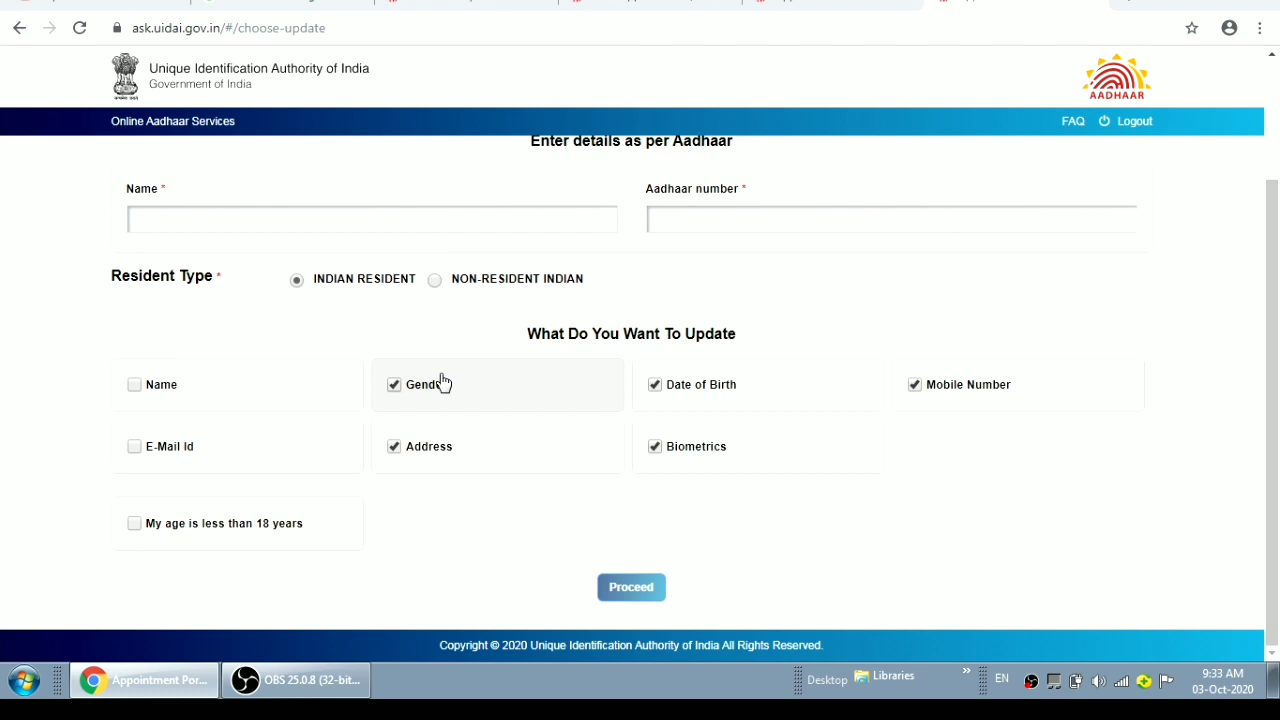 ask.uidai.gov.in/#/choose-update
Unique Identification Authority of India
Government of India
AADHAAR
Online Aadhaar Services
FAQ Logout
Enter details as per Aadhaar
Name * Aadhaar number *
Resident Type * INDIAN RESIDENT NON-RESIDENT INDIAN
What Do You Want To Update
Name Gend Date of Birth Mobile Number
E-Mail Id Address Biometrics
My age is less than 18 years
Proceed
Copyright © 2020 Unique Identification Authority of India All Rights Reserved.
Appointment Por... OBS 25.0.8 (32-bit... Desktop Libraries » EN 9:33 AM
03-Oct-2020